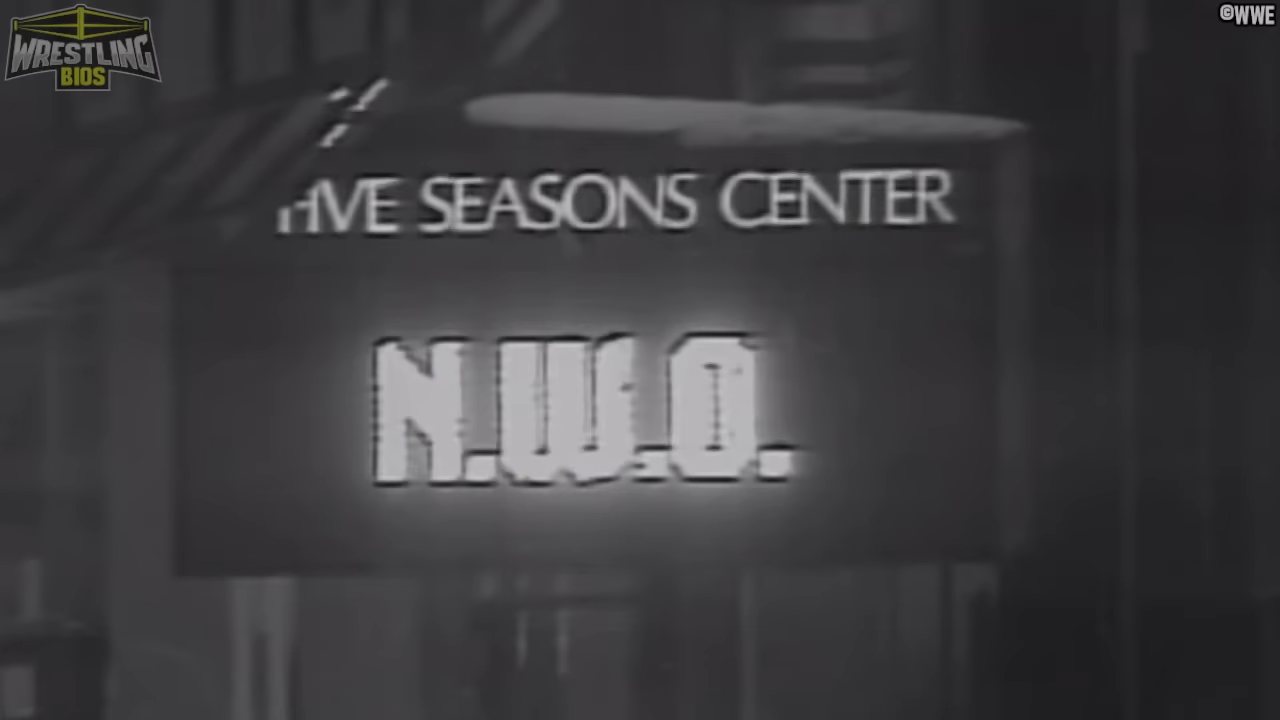 WRESTLING
BIOS
©WWE
FIVE SEASONS CENTER
N.W.O.